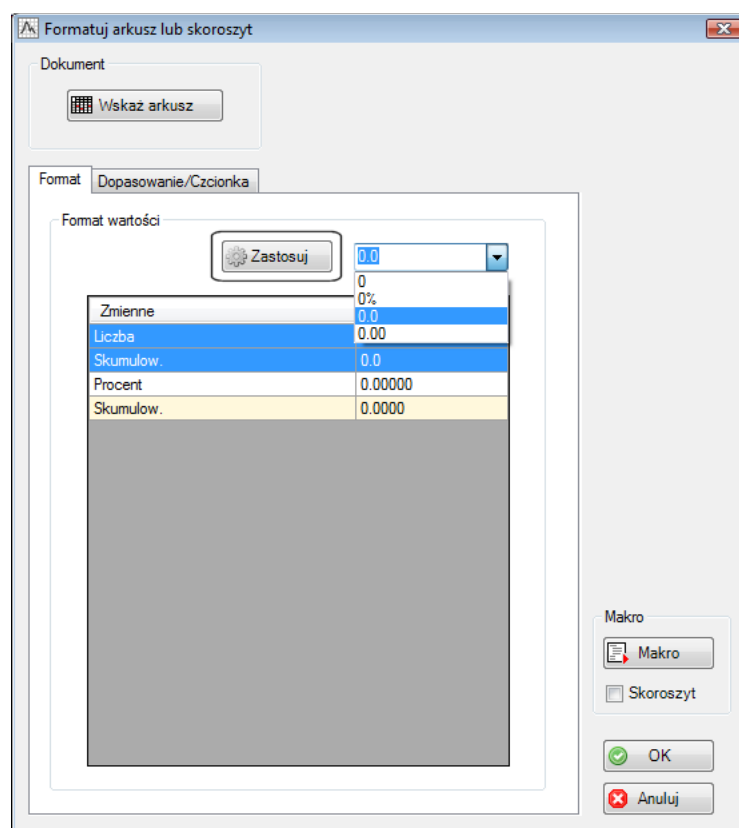 Formatuj arkusz lub skoroszyt
Dokument
Wskaż arkusz
Format Dopasowanie/Czcionka
Format wartości
Zastosuj 0.0
0
0%
0.0
0.00
Zmienne
Liczba
Skumulow. 0.0
Procent 0.00000
Skumulow. 0.0000
Makro
Makro
Skoroszyt
OK
Anuluj